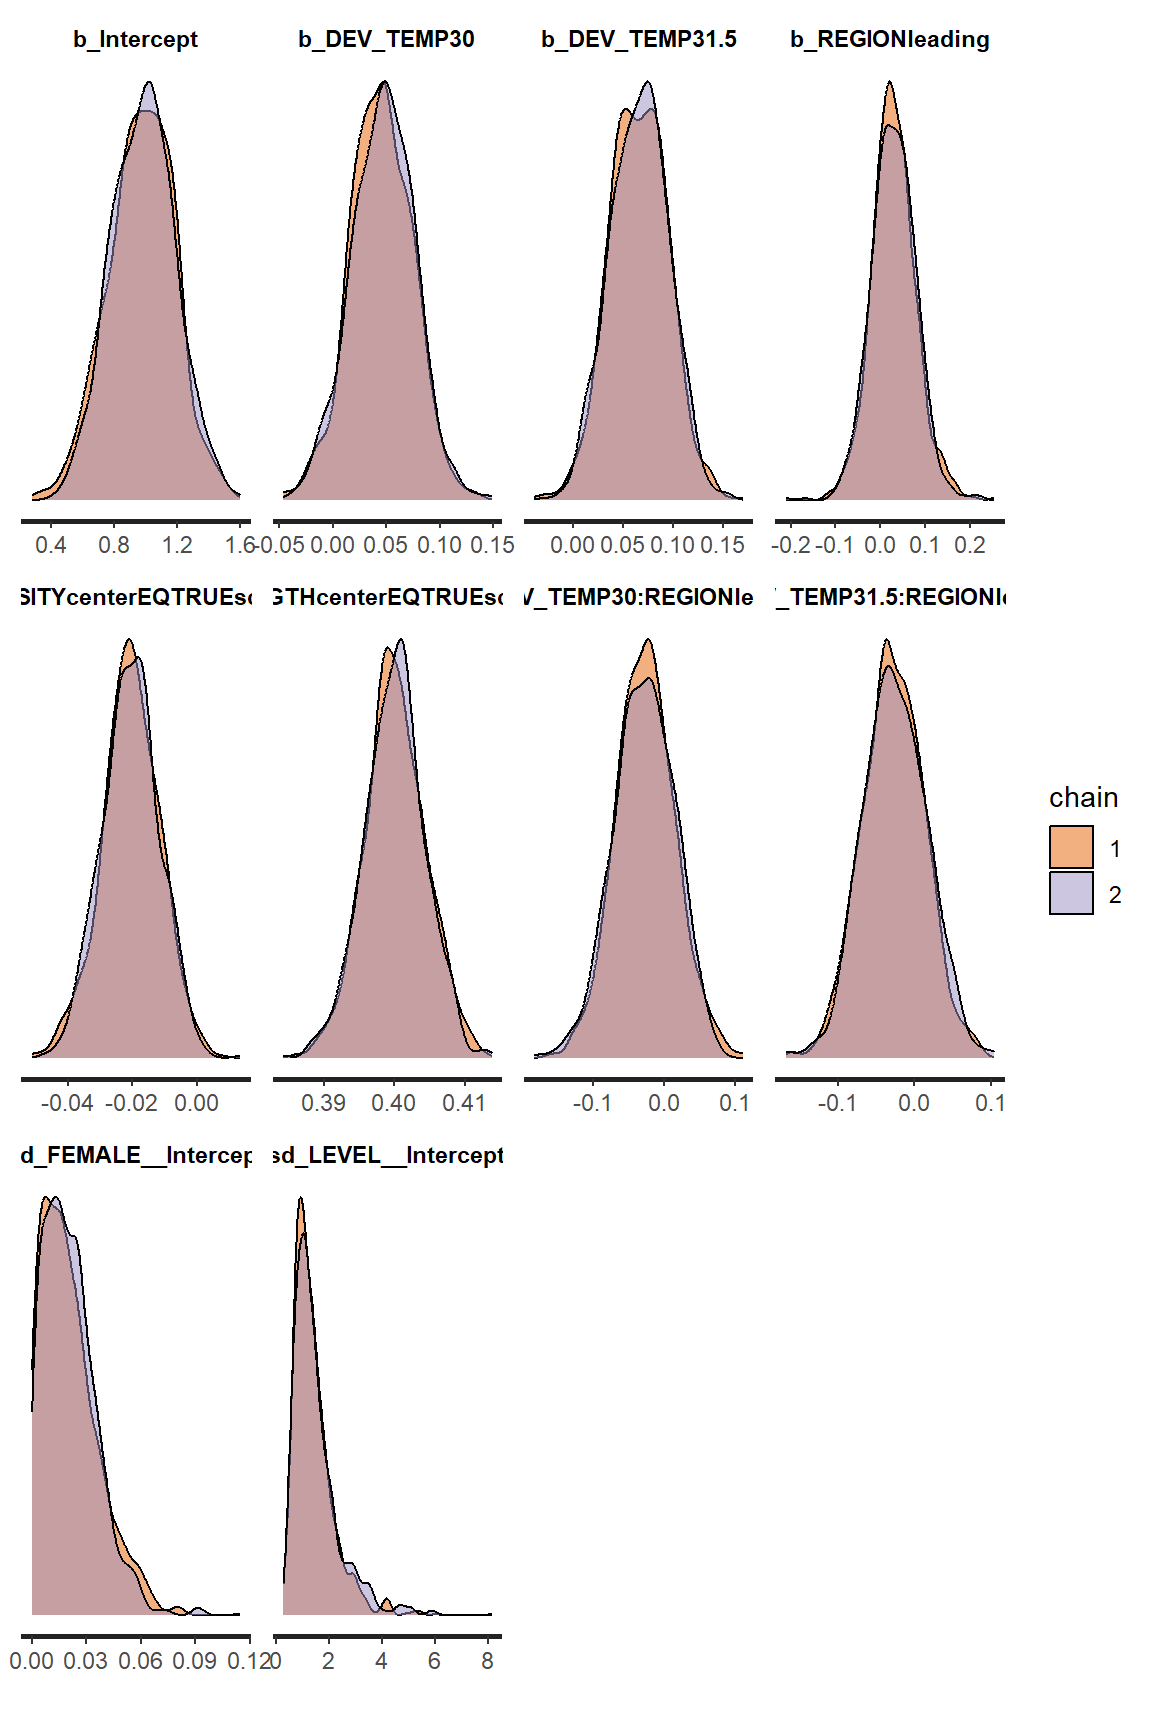 b_Intercept b_DEV_TEMP30 b_DEV_TEMP31.5 b_REGIONleading
0.4 0.8 1.2 1.6 -0.05 0.00 0.05 0.10 0.15 0.00 0.05 0.10 0.15 -0.2 -0.1 0.0 0.1 0.2
SITYcenterEQTRUEsc GTHcenterEQTRUEsc V_TEMP30:REGIONle _TEMP31.5:REGIONl
-0.04 -0.02 0.00 0.39 0.40 0.41 -0.1 0.0 0.1 -0.1 0.0 0.1
chain
1
2
d_FEMALE__Intercep sd_LEVEL__Intercept
0.00 0.03 0.06 0.09 0.12 0 2 4 6 8